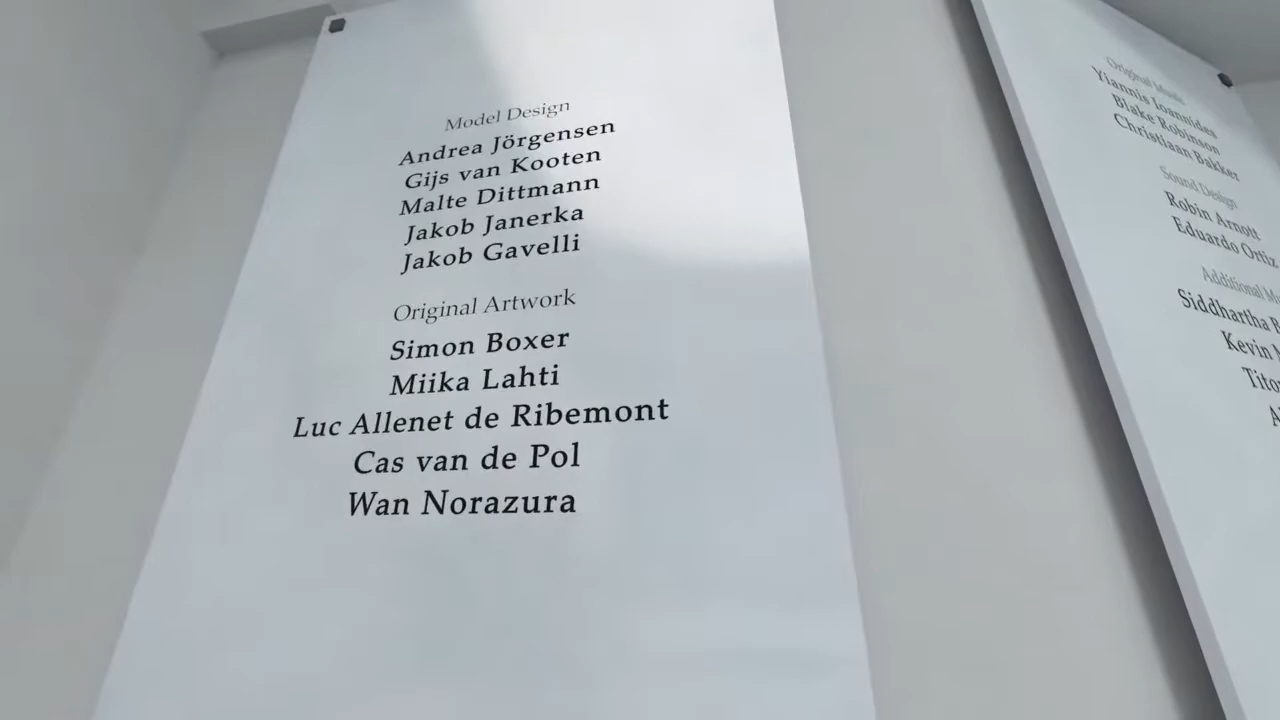 Model Design
Andrea Jörgensen
Gijs van Kooten
Malte Dittmann
Jakob Janerka
Jakob Gavelli
Original Artwork
Simon Boxer
Miika Lahti
Luc Allenet de Ribemont
Cas van de Pol
Wan Norazura
Original Music
Yiannis Ioannides
Blake Robinson
Christiaan Bakker
Sound Design
Robin Arnott
Eduardo Ortiz
Additional
Siddhartha
Kevin